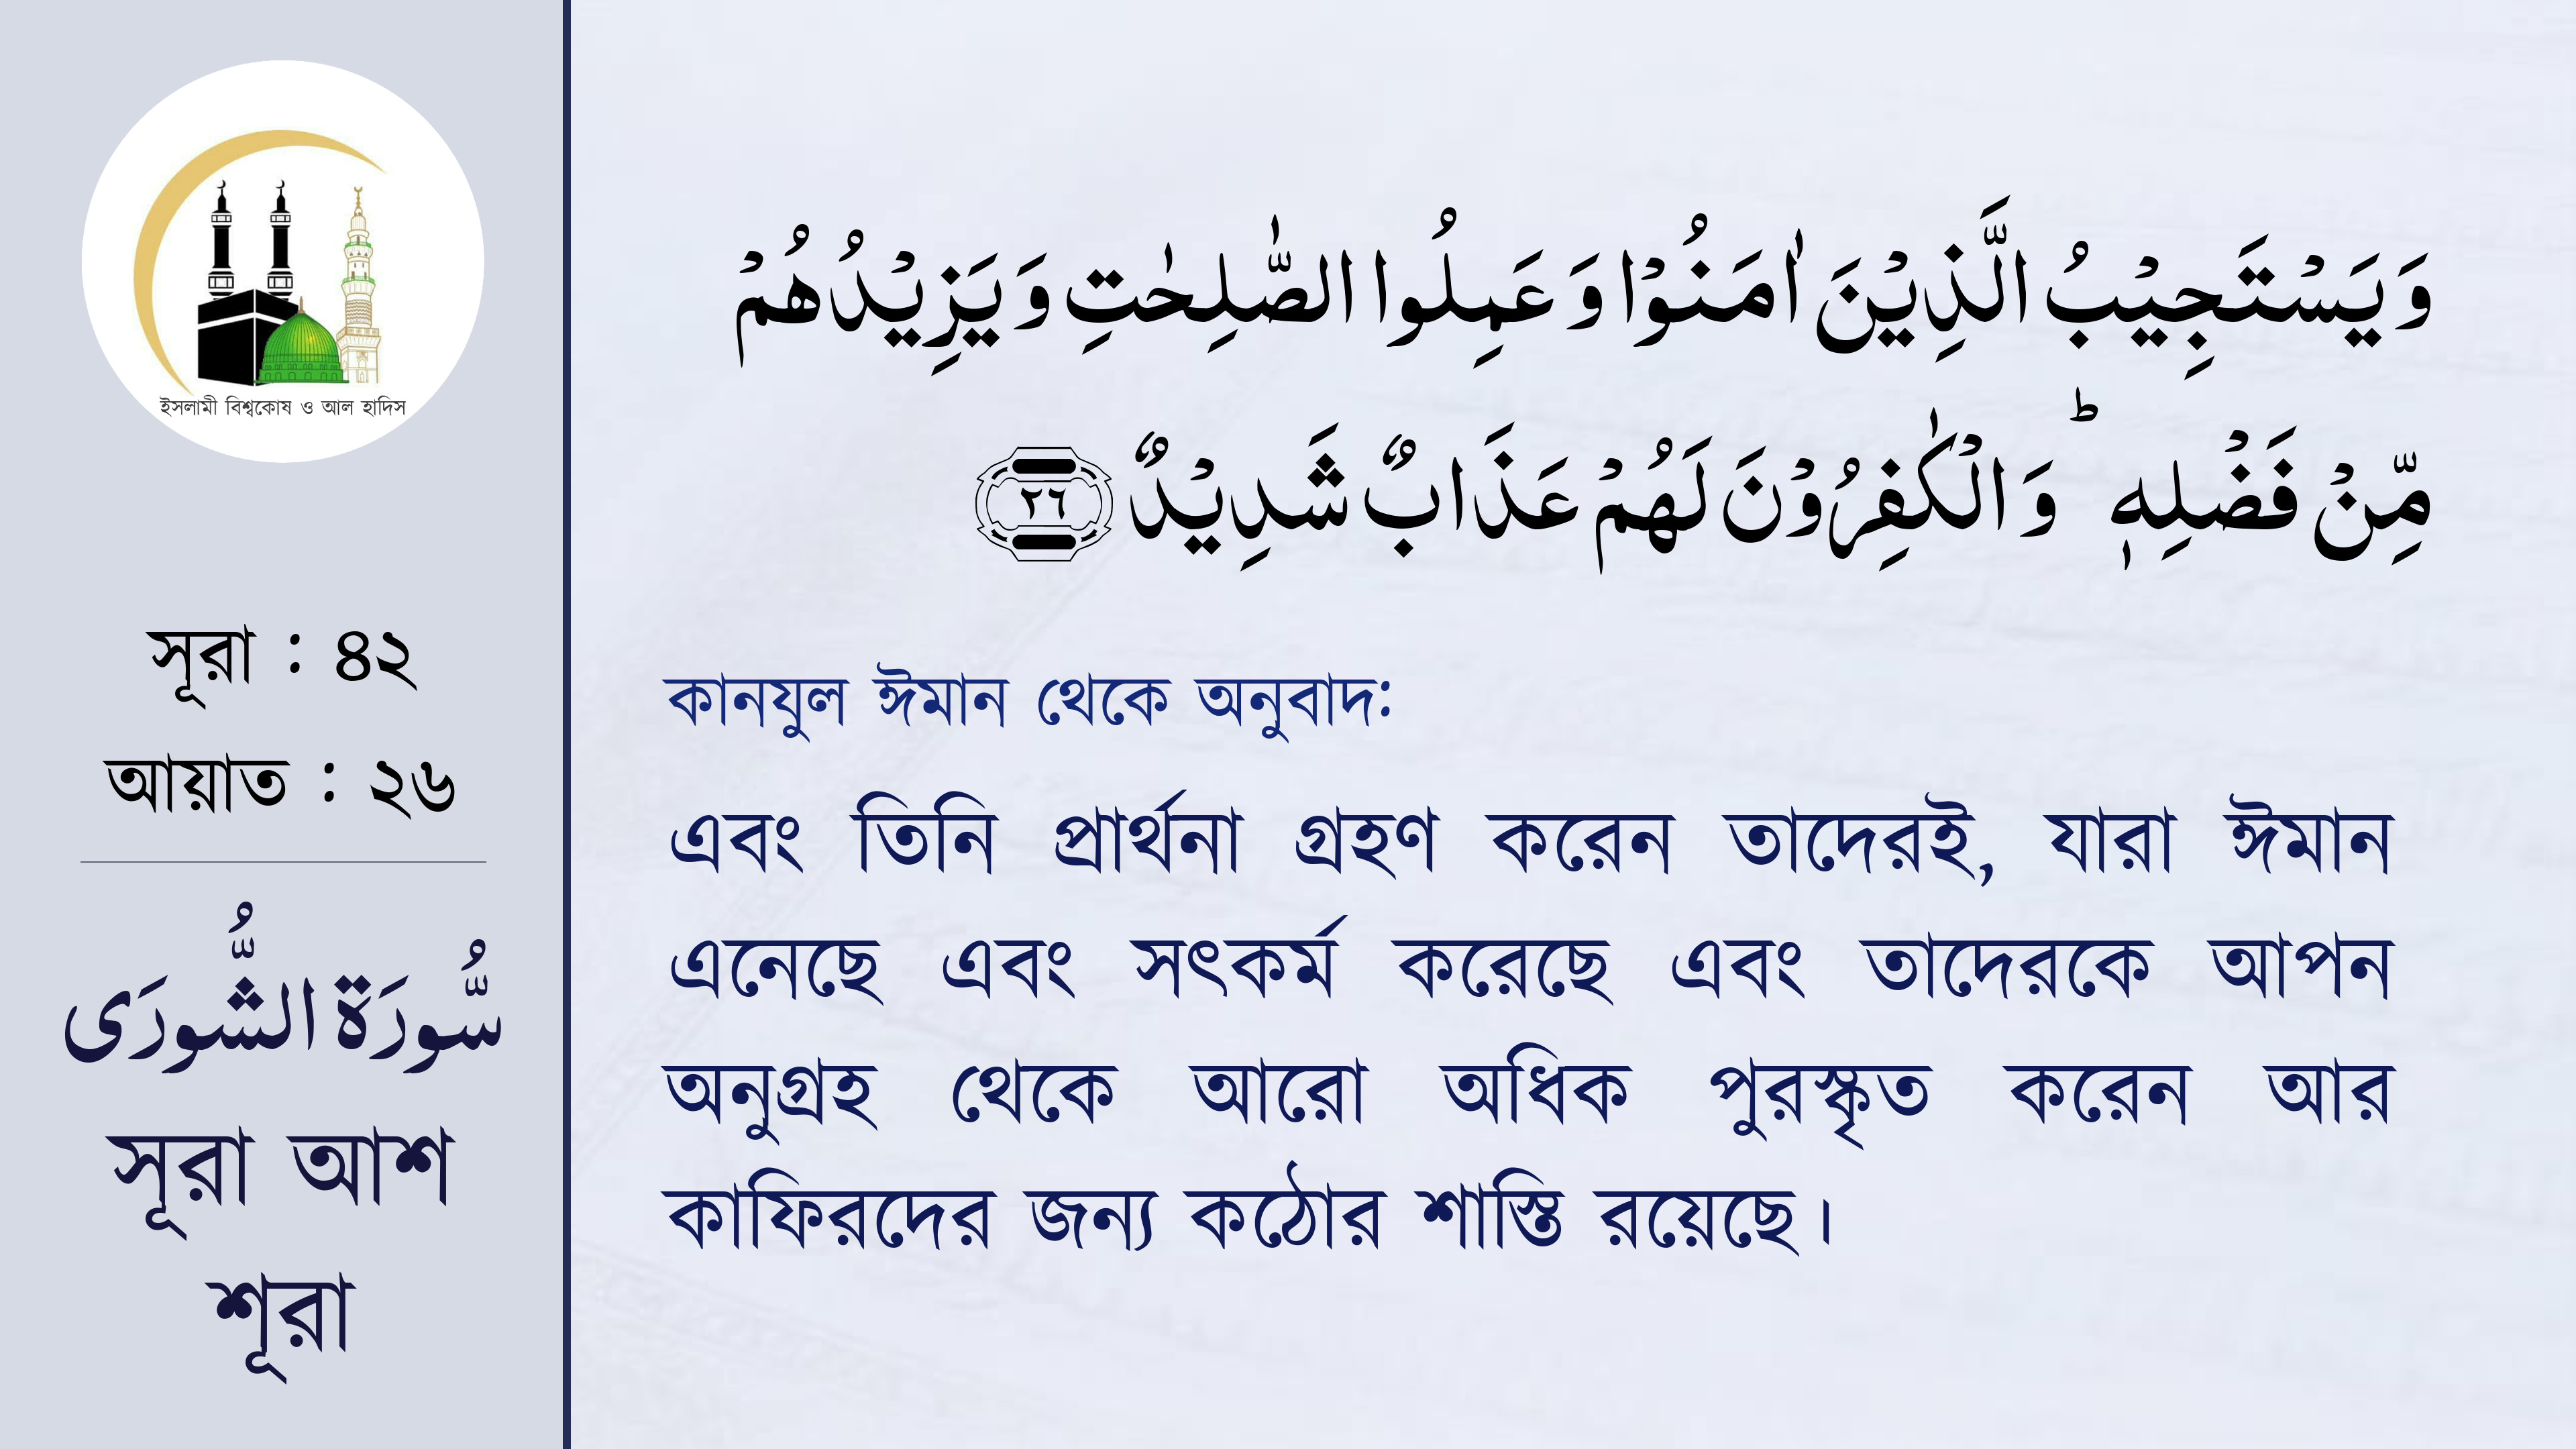 ইসলামী বিশ্বকোষ ও আল হাদিস
সূরা : ৪২
আয়াত : ২৬
سُّورَة الشُّورَى
সূরা আশ
শূরা
وَيَسْتَجِيْبُ الَّذِيْنَ اٰمَنُوْا وَعَمِلُوا الصّٰلِحٰتِ وَيَزِيْدُهُمْ
مِّنْ فَضْلِهٖ ؕ وَالْكٰفِرُوْنَ لَهُمْ عَذَابٌ شَدِيْدٌ ٢٦
কানযুল ঈমান থেকে অনুবাদ:
এবং তিনি প্রার্থনা গ্রহণ করেন তাদেরই, যারা ঈমান
এনেছে এবং সৎকর্ম করেছে এবং তাদেরকে আপন
অনুগ্রহ থেকে আরো অধিক পুরস্কৃত করেন আর
কাফিরদের জন্য কঠোর শাস্তি রয়েছে।